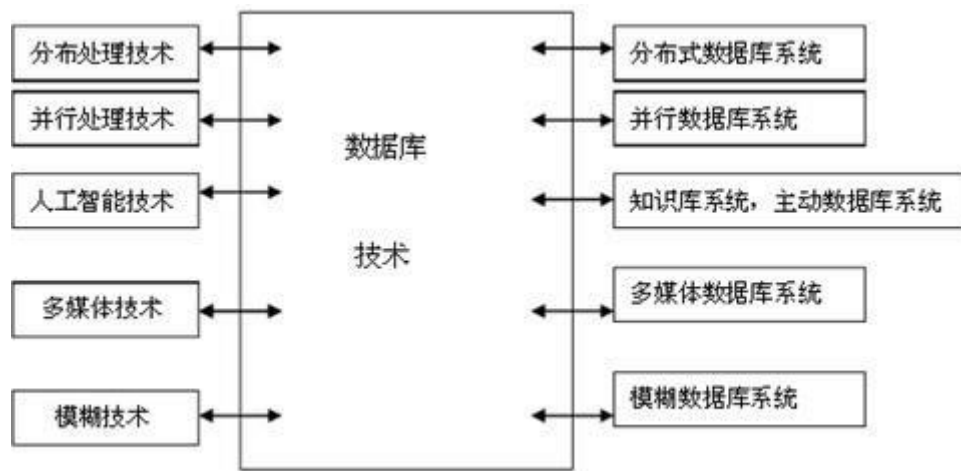 分布处理技术
并行处理技术
人工智能技术
多媒体技术
模糊技术
数据库
技术
分布式数据库系统
并行数据库系统
知识库系统，主动数据库系统
多媒体数据库系统
模糊数据库系统